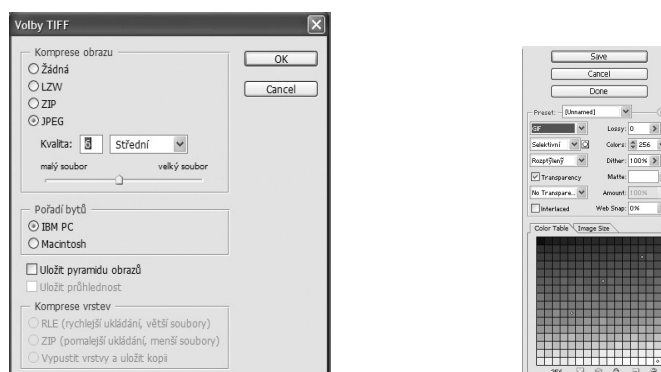 Volby TIFF
Komprese obrazu
Žádná
LZW
ZIP
JPEG
Kvalita: 5 Střední
malý soubor velký soubor
Pořadí bytů
IBM PC
Macintosh
Uložit pyramidu obrazů
Uložit průhlednost
Komprese vrstev
RLE (rychlejší ukládání, větší soubory)
ZIP (pomalejší ukládání, menší soubory)
Vypustit vrstvy a uložit kopii
OK
Cancel
Save
Cancel
Done
Preset: [Unnamed]
GIF Lossy: 0
Selektivní Colors: 256
Rozptýlený Dither: 100%
Transparency Matte:
No Transpare... Amount: 100%
Interlaced Web Snap: 0%
Color Table Image Size
256